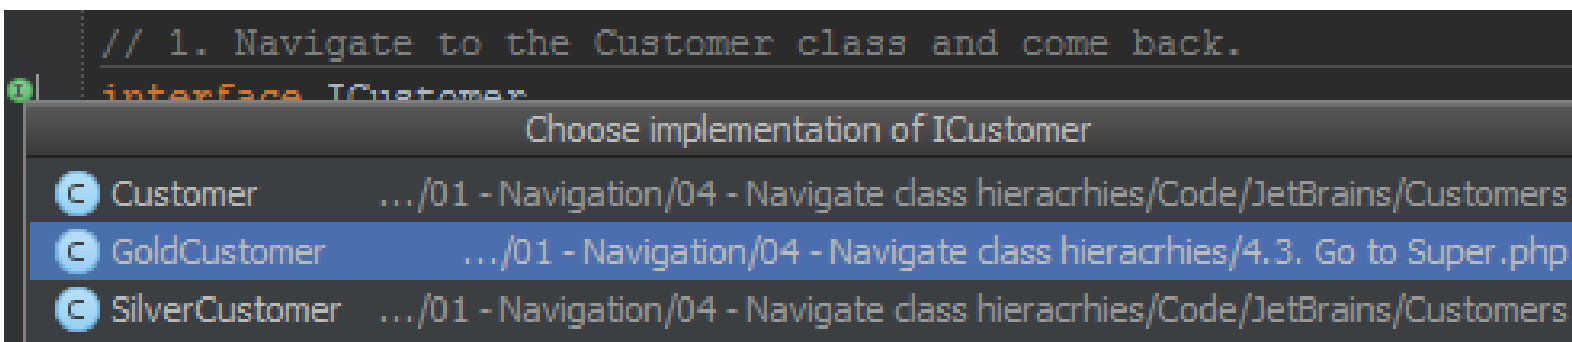 // 1. Navigate to the Customer class and come back.
I interface ICustomer
Choose implementation of ICustomer
C Customer .../01 - Navigation/04 - Navigate class hieracrhies/Code/JetBrains/Customers
C GoldCustomer .../01 - Navigation/04 - Navigate class hieracrhies/4.3. Go to Super.php
C SilverCustomer .../01 - Navigation/04 - Navigate class hieracrhies/Code/JetBrains/Customers